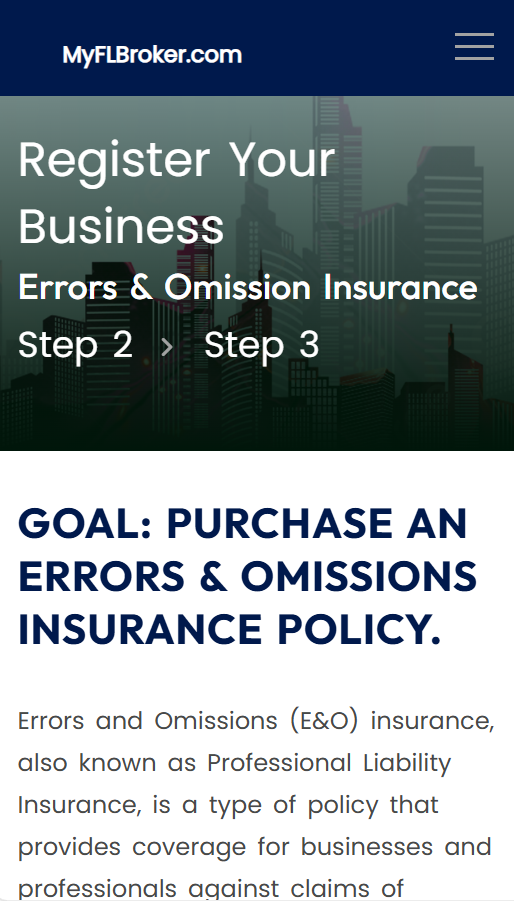 MyFLBroker.com
Register Your
Business
Errors & Omission Insurance
Step 2 > Step 3
GOAL: PURCHASE AN
ERRORS & OMISSIONS
INSURANCE POLICY.
Errors and Omissions (E&O) insurance,
also known as Professional Liability
Insurance, is a type of policy that
provides coverage for businesses and
professionals against claims of